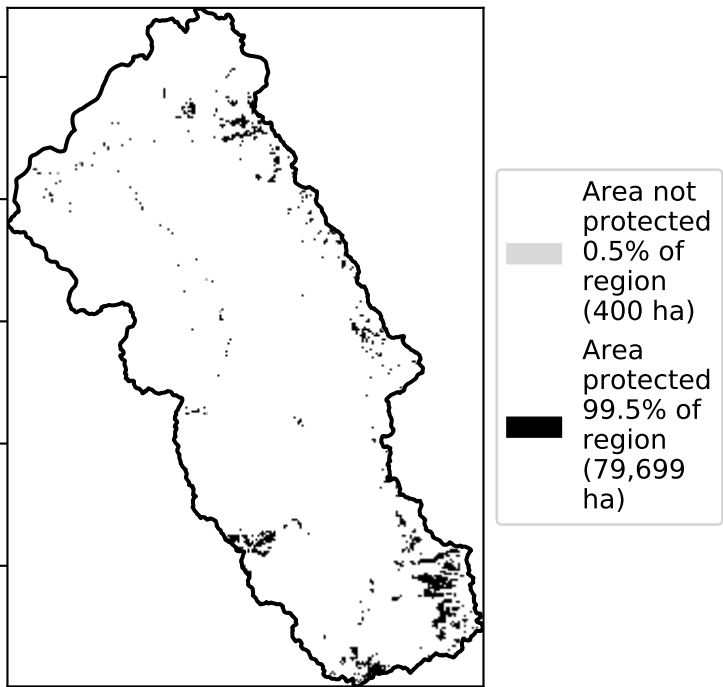 Area not
protected
0.5% of
region
(400 ha)
Area
protected
99.5% of
region
(79,699
ha)